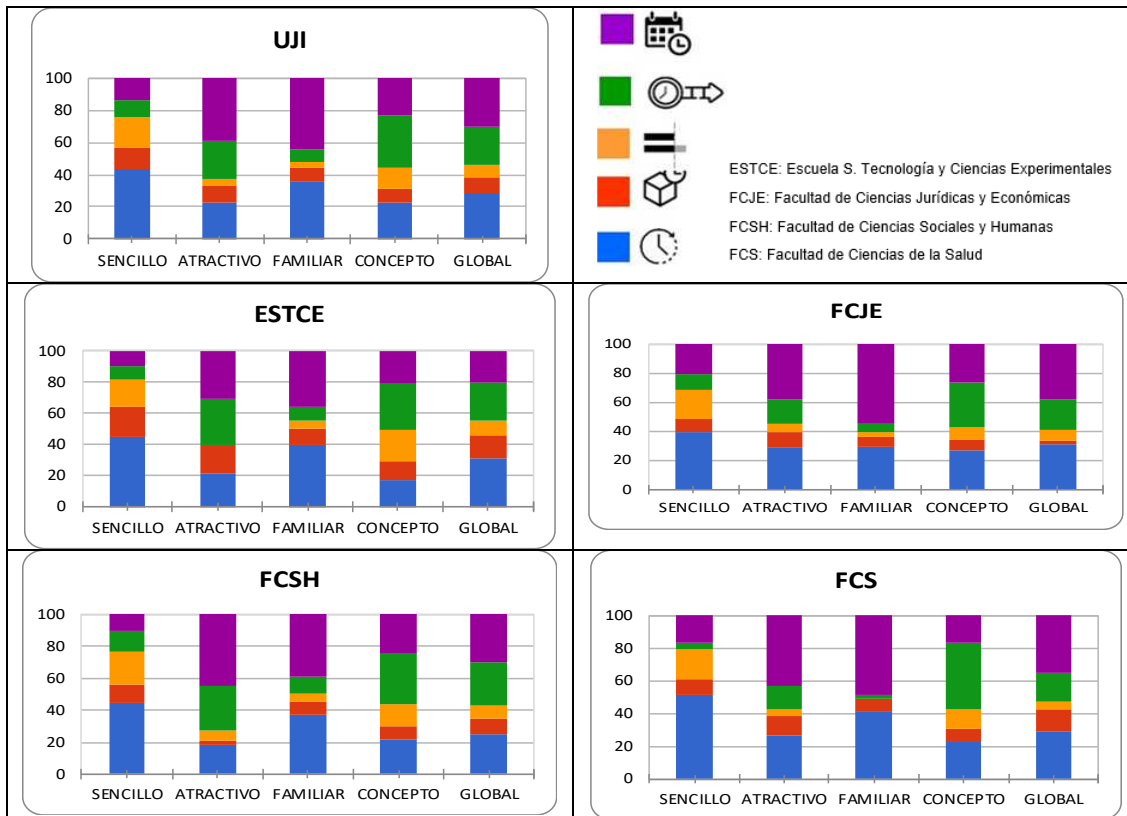 UJI
100
80
60
40
20
0
SENCILLO ATRACTIVO FAMILIAR CONCEPTO GLOBAL
ESTCE: Escuela S. Tecnología y Ciencias Experimentales
FCJE: Facultad de Ciencias Jurídicas y Económicas
FCSH: Facultad de Ciencias Sociales y Humanas
FCS: Facultad de Ciencias de la Salud
ESTCE
100
80
60
40
20
0
SENCILLO ATRACTIVO FAMILIAR CONCEPTO GLOBAL
FCJE
100
80
60
40
20
0
SENCILLO ATRACTIVO FAMILIAR CONCEPTO GLOBAL
FCSH
100
80
60
40
20
0
SENCILLO ATRACTIVO FAMILIAR CONCEPTO GLOBAL
FCS
100
80
60
40
20
0
SENCILLO ATRACTIVO FAMILIAR CONCEPTO GLOBAL